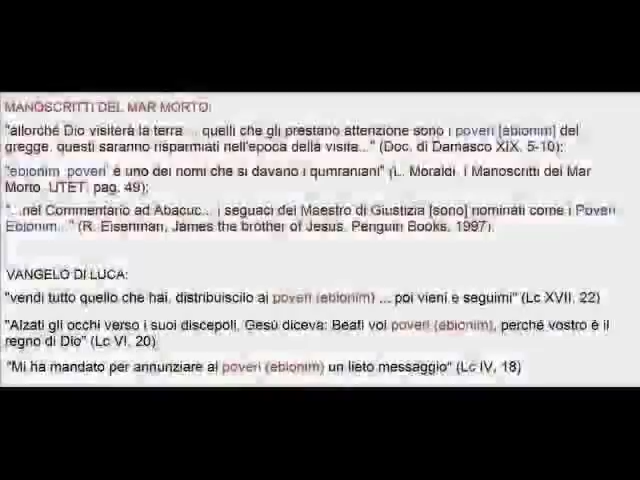 MANOSCRITTI DEL MAR MORTO:
"allorché Dio visiterà la terra ... quelli che gli prestano attenzione sono i poveri [ebionim] del
gregge, questi saranno risparmiati nell'epoca della visita..." (Doc. di Damasco XIX, 5-10);
"ebionim 'poveri' è uno dei nomi che si davano i qumraniani" (L. Moraldi, I Manoscritti del Mar
Morto, UTET, pag. 49);
"...nel Commentario ad Abacuc... i seguaci del Maestro di Giustizia [sono] nominati come i Poveri,
Ebionim..." (R. Eisenman, James the brother of Jesus, Penguin Books, 1997).
VANGELO DI LUCA:
"vendi tutto quello che hai, distribuiscilo ai poveri (ebionim) ... poi vieni e seguimi" (Lc XVII, 22)
"Alzati gli occhi verso i suoi discepoli, Gesù diceva: Beati voi poveri (ebionim), perché vostro è il
regno di Dio" (Lc VI, 20)
"Mi ha mandato per annunziare ai poveri (ebionim) un lieto messaggio" (Lc IV, 18)